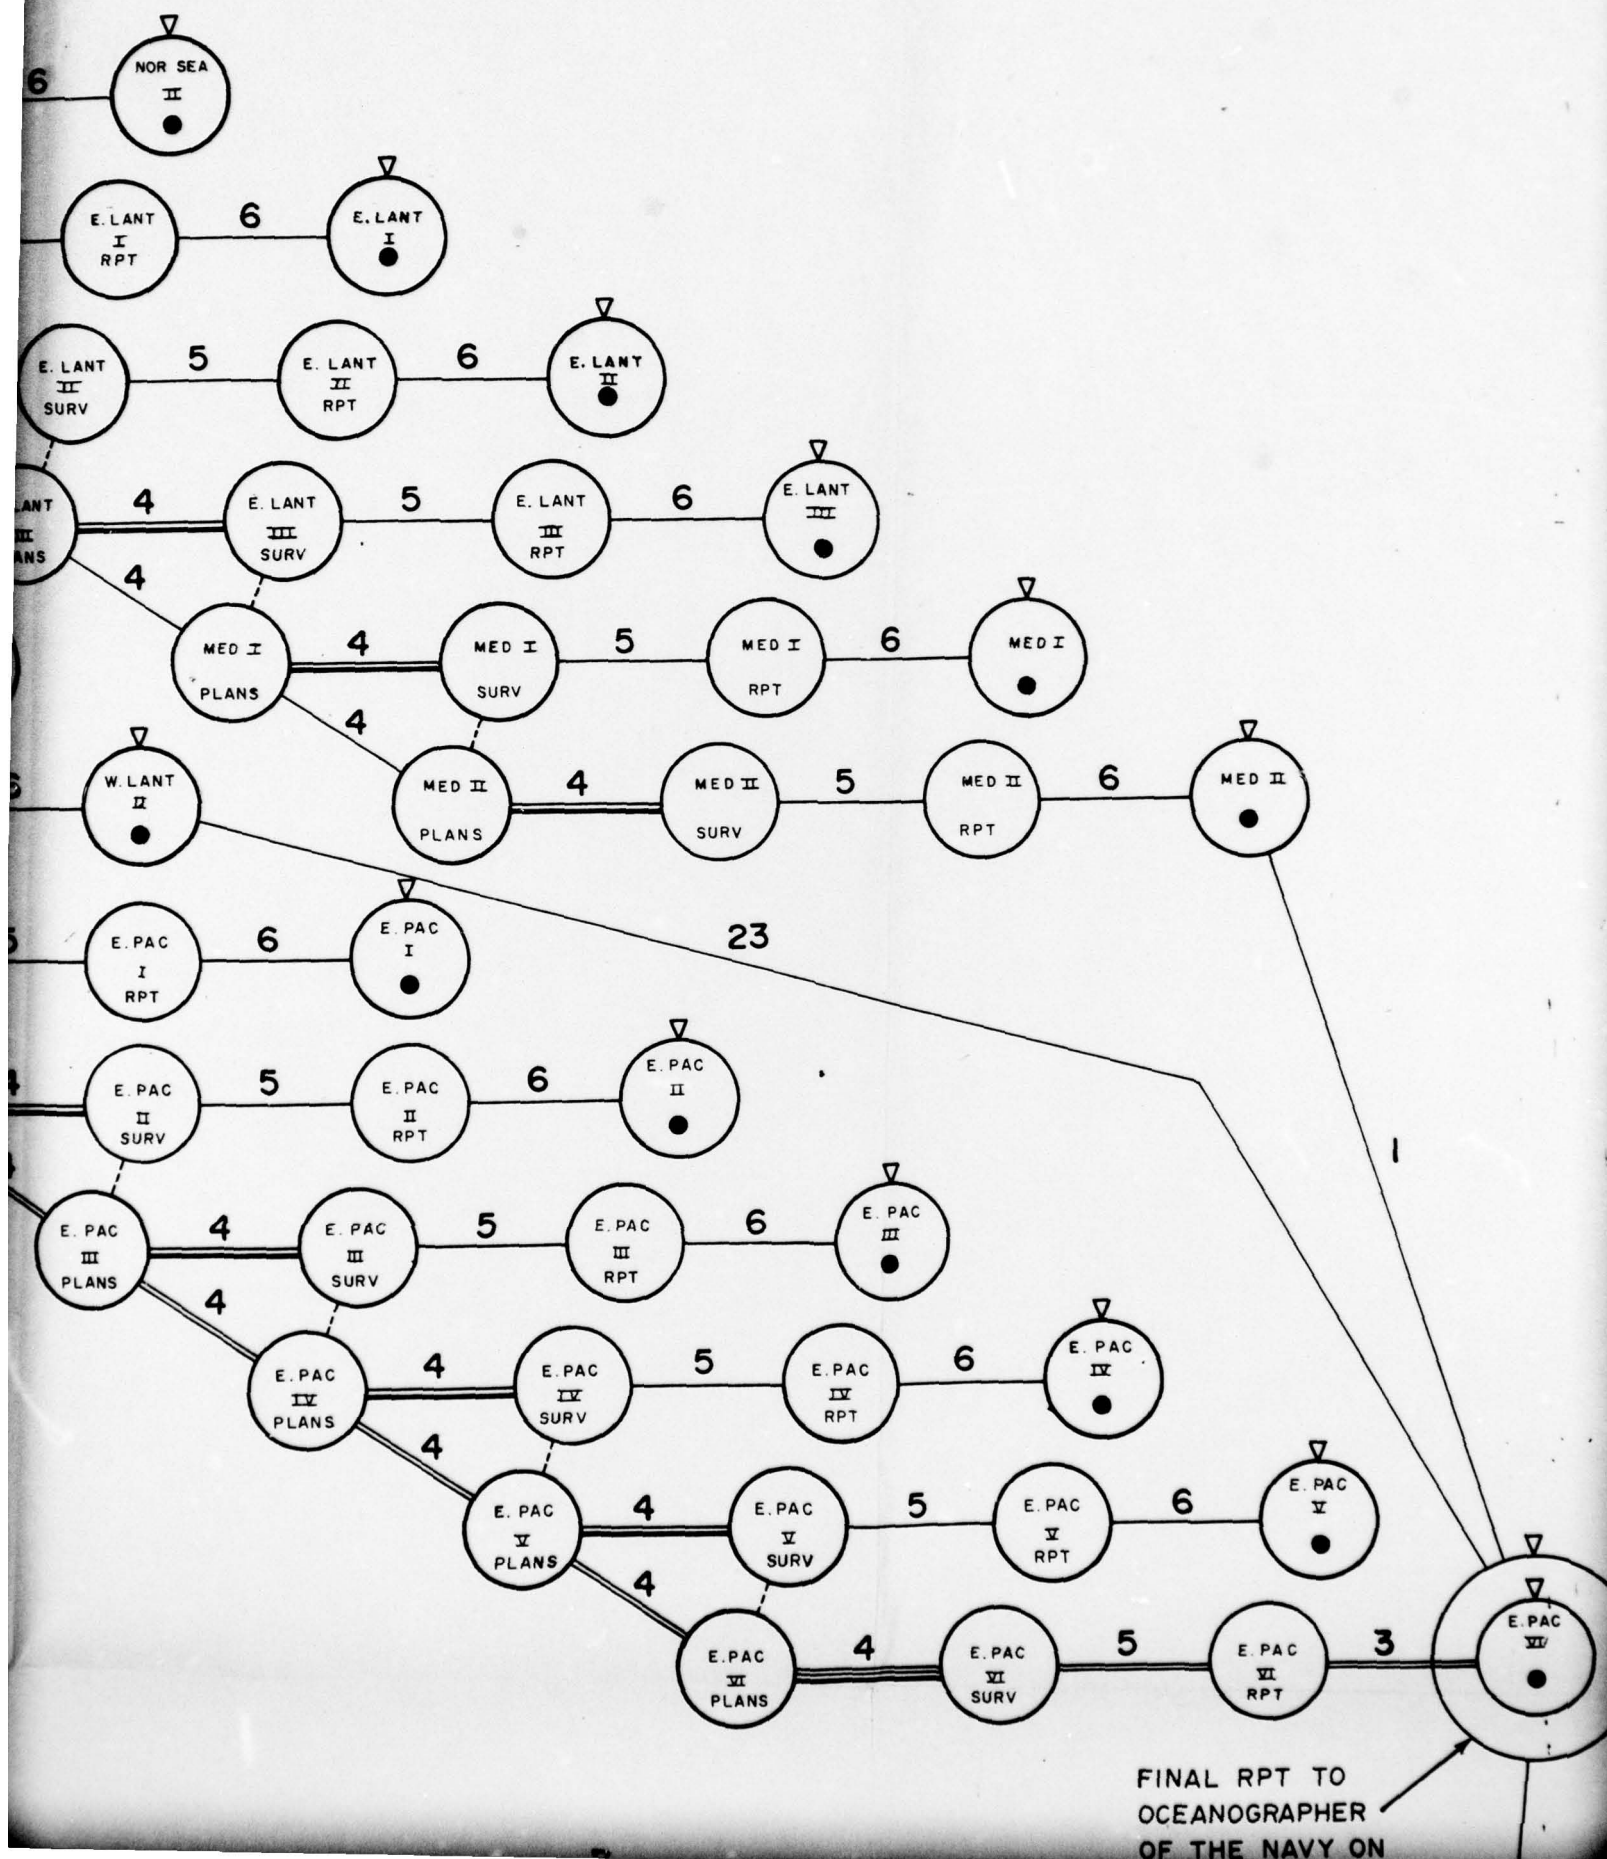 6
NOR SEA
II
E. LANT
I
RPT
6
E. LANT
I
E. LANT
II
SURV
5
E. LANT
II
RPT
6
E. LANT
II
LANT
III
ANS
4
E. LANT
III
SURV
5
E. LANT
III
RPT
6
E. LANT
III
4
MED I
PLANS
4
MED I
SURV
5
MED I
RPT
6
MED I
4
W. LANT
II
MED II
PLANS
4
MED II
SURV
5
MED II
RPT
6
MED II
23
E. PAC
I
RPT
6
E. PAC
I
1
E. PAC
II
SURV
5
E. PAC
II
RPT
6
E. PAC
II
E. PAC
III
PLANS
4
E. PAC
III
SURV
5
E. PAC
III
RPT
6
E. PAC
III
4
E. PAC
IV
PLANS
4
E. PAC
IV
SURV
5
E. PAC
IV
RPT
6
E. PAC
IV
4
E. PAC
V
PLANS
4
E. PAC
V
SURV
5
E. PAC
V
RPT
6
E. PAC
V
4
E. PAC
VI
PLANS
4
E. PAC
VI
SURV
5
E. PAC
VI
RPT
3
E. PAC
VI
FINAL RPT TO
OCEANOGRAPHER
OF THE NAVY ON